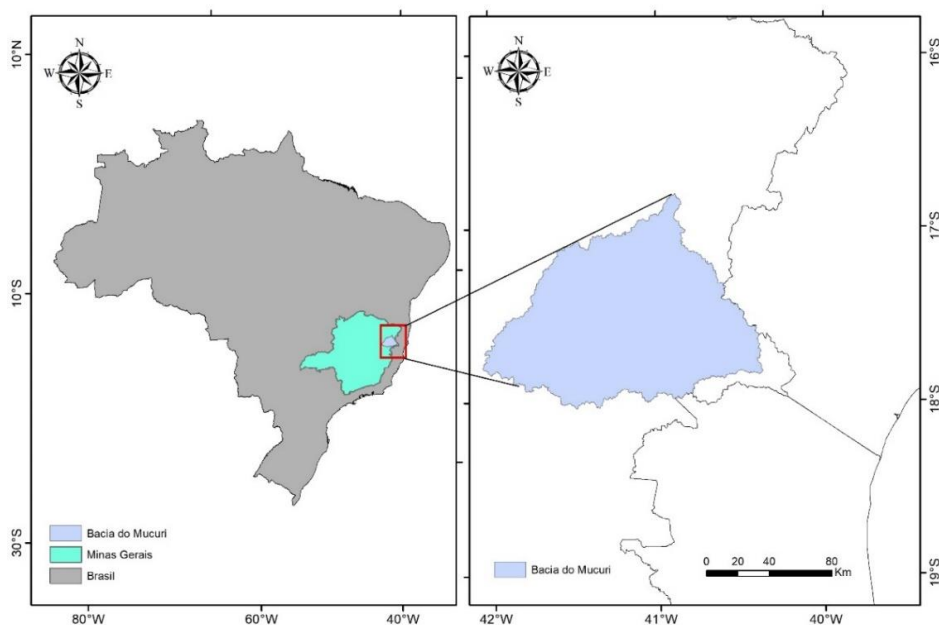 N
W E
S
Bacia do Mucuri
Minas Gerais
Brasil
10°N
10°S
30°S
80°W
60°W
40°W
N
W E
S
Bacia do Mucuri
0 20 40 80
Km
16°S
17°S
18°S
19°S
42°W
41°W
40°W